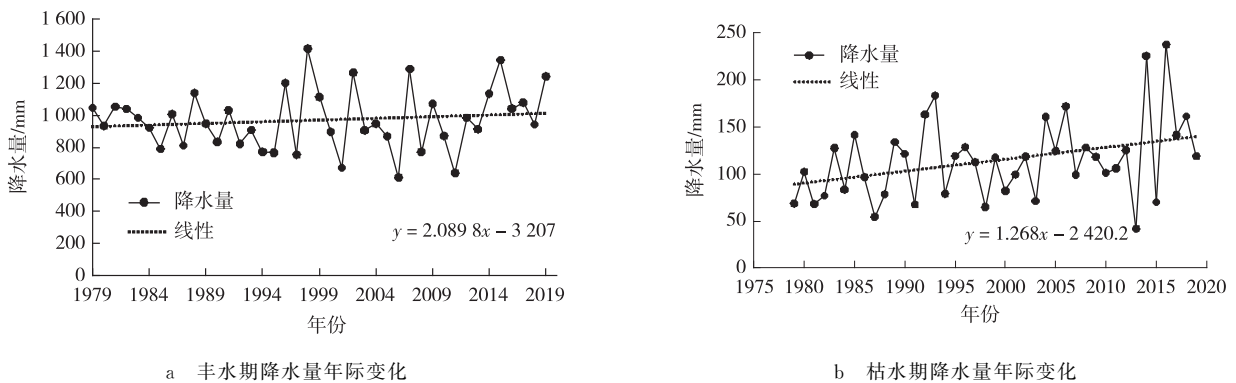 1 600
1 400
1 200
1 000
800
600
400
200
0
降水量/mm
降水量
线性
y = 2.089 8x − 3 207
1979 1984 1989 1994 1999 2004 2009 2014 2019
年份
a 丰水期降水量年际变化
250
200
150
100
50
0
降水量/mm
降水量
线性
y = 1.268x − 2 420.2
1975 1980 1985 1990 1995 2000 2005 2010 2015 2020
年份
b 枯水期降水量年际变化